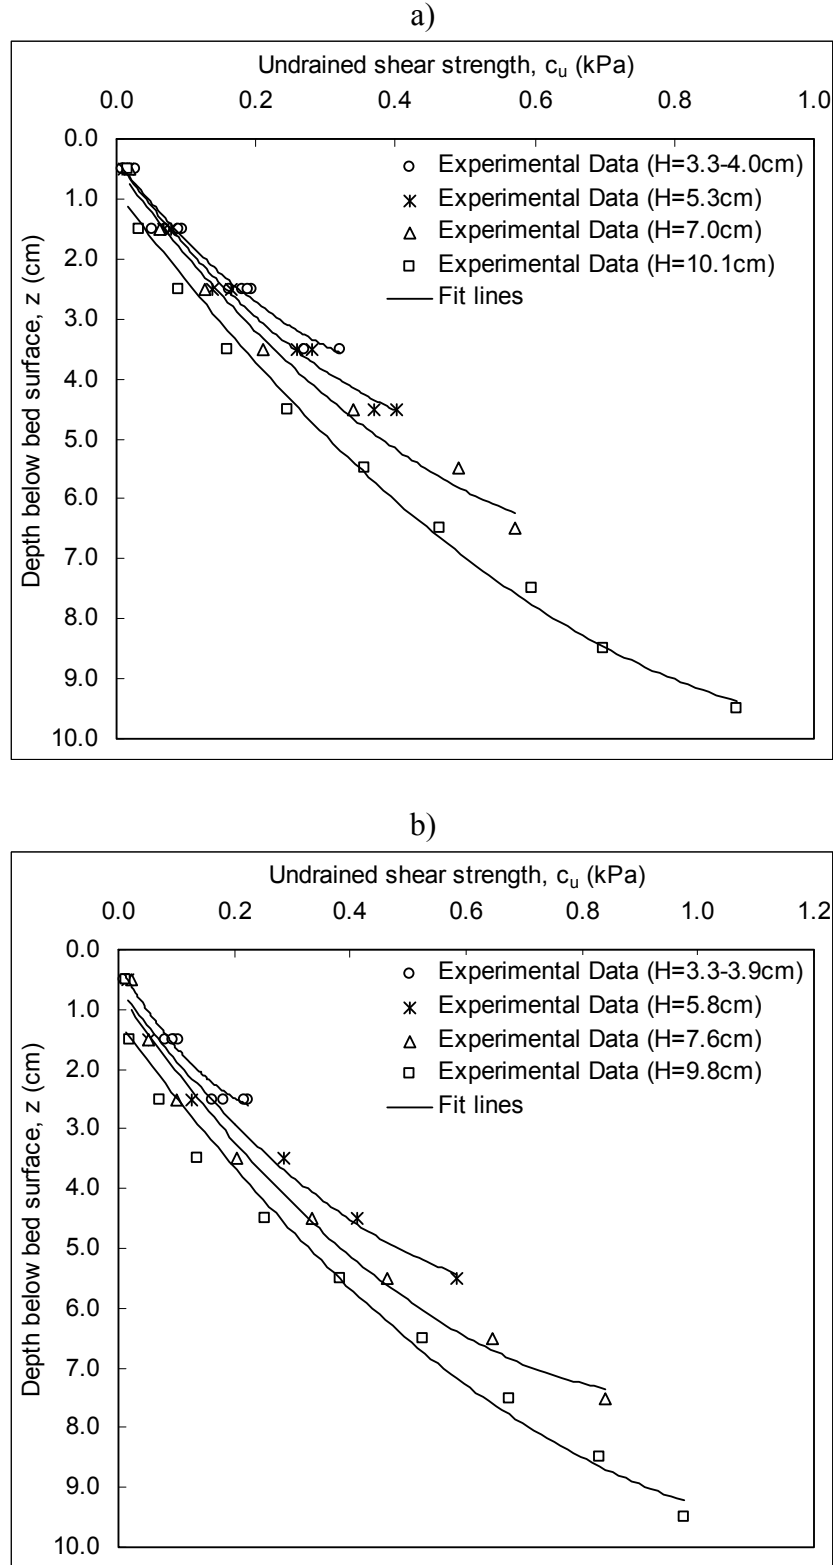 a)
Undrained shear strength, cu (kPa)
0.0 0.2 0.4 0.6 0.8 1.0
0.0
1.0
2.0
3.0
4.0
5.0
6.0
7.0
8.0
9.0
10.0
Depth below bed surface, z (cm)
Experimental Data (H=3.3-4.0cm)
Experimental Data (H=5.3cm)
Experimental Data (H=7.0cm)
Experimental Data (H=10.1cm)
Fit lines
b)
Undrained shear strength, cu (kPa)
0.0 0.2 0.4 0.6 0.8 1.0 1.2
0.0
1.0
2.0
3.0
4.0
5.0
6.0
7.0
8.0
9.0
10.0
Depth below bed surface, z (cm)
Experimental Data (H=3.3-3.9cm)
Experimental Data (H=5.8cm)
Experimental Data (H=7.6cm)
Experimental Data (H=9.8cm)
Fit lines